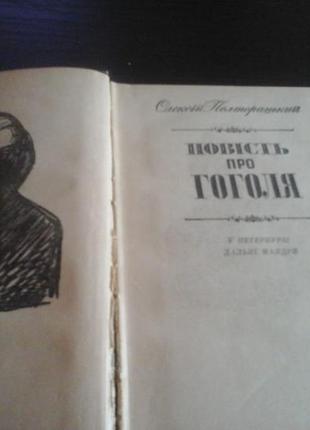 Олексій Полторацький
ПОВІСТЬ
ПРО
ГОГОЛЯ
У ПЕТЕРБУРЗІ
ДАЛЬНІ МАНДРИ